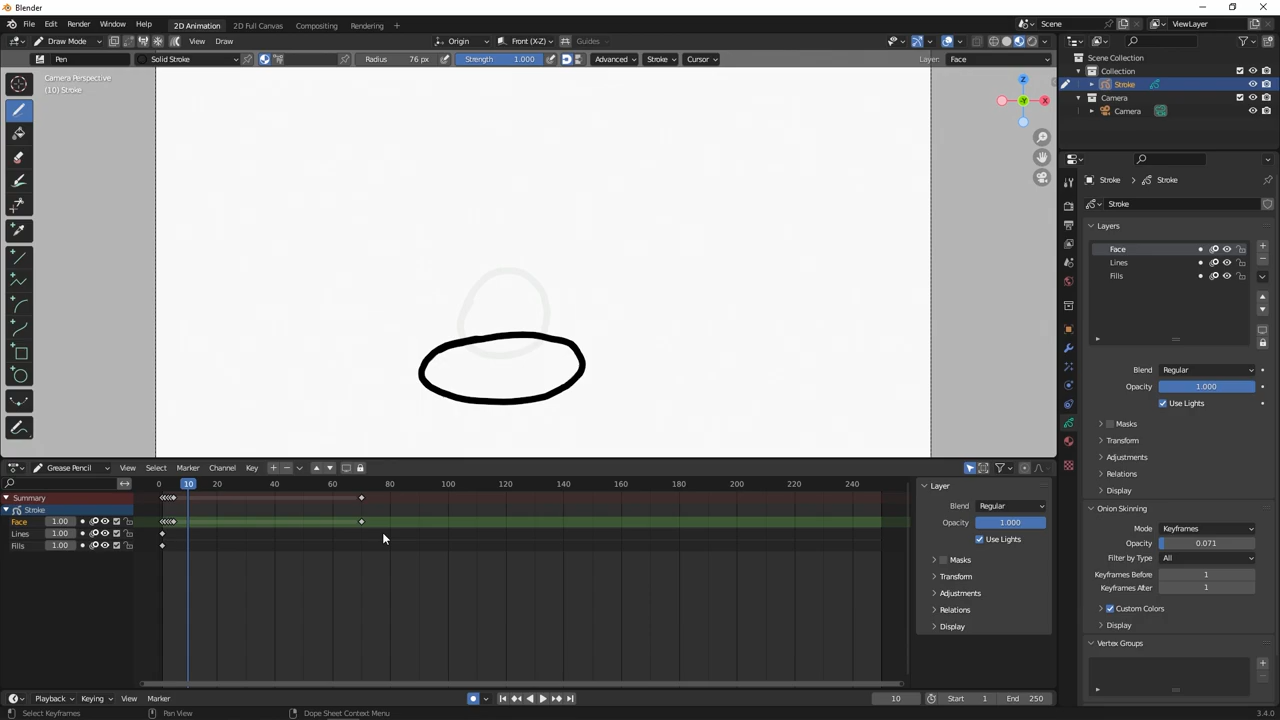 Blender
File Edit Render Window Help 2D Animation 2D Full Canvas Compositing Rendering + Scene ViewLayer
Draw Mode View Draw Origin Front (X-Z) Guides
Pen Solid Stroke Radius 76 px Strength 1.000 Advanced Stroke Cursor Layer: Face
Camera Perspective
(10) Stroke
Z
-Y X
Scene Collection
Collection
Stroke
Camera
Camera
Stroke Stroke
Stroke
Layers
Face
Lines
Fills
Blend Regular
Opacity 1.000
Use Lights
Masks
Transform
Adjustments
Relations
Display
Onion Skinning
Mode Keyframes
Opacity 0.071
Filter by Type All
Keyframes Before 1
Keyframes After 1
Custom Colors
Display
Vertex Groups
Grease Pencil View Select Marker Channel Key
0 10 20 40 60 80 100 120 140 160 180 200 220 240
Summary
Stroke
Face 1.00
Lines 1.00
Fills 1.00
Layer
Blend Regular
Opacity 1.000
Use Lights
Masks
Transform
Adjustments
Relations
Display
Playback Keying View Marker 10 Start 1 End 250
Select Keyframes Pan View Dope Sheet Context Menu 3.4.0